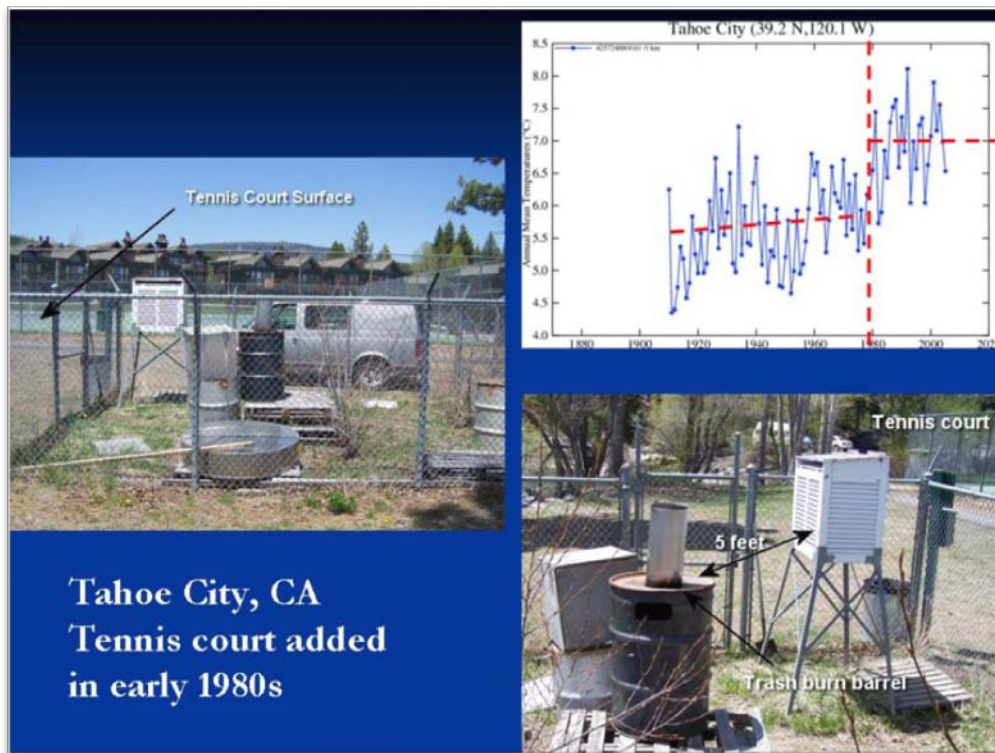 Tahoe City (39.2 N,120.1 W)
8.5
8.0
7.5
7.0
6.5
6.0
5.5
5.0
4.5
4.0
Annual Mean Temperatures (°C)
1880
1900
1920
1940
1960
1980
2000
Tennis Court Surface
Tennis court
5 feet
Trash burn barrel
Tahoe City, CA
Tennis court added
in early 1980s